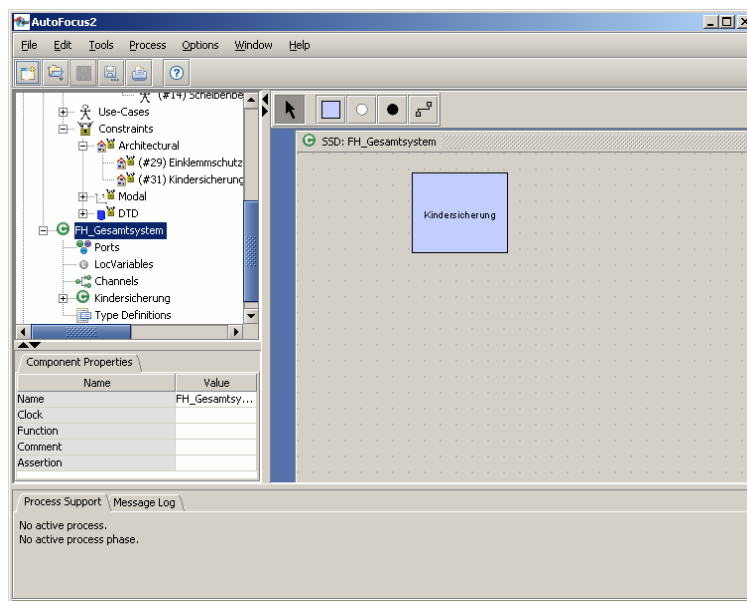 AutoFocus2
File Edit Tools Process Options Window Help
(#14) Scheibenbe
Use-Cases
Constraints
Architectural
(#29) Einklemmschutz
(#31) Kindersicherung
Modal
DTD
FH_Gesamtsystem
Ports
LocVariables
Channels
Kindersicherung
Type Definitions
SSD: FH_Gesamtsystem
Kindersicherung
Component Properties
Name Value
Name FH_Gesamtsy...
Clock
Function
Comment
Assertion
Process Support Message Log
No active process.
No active process phase.